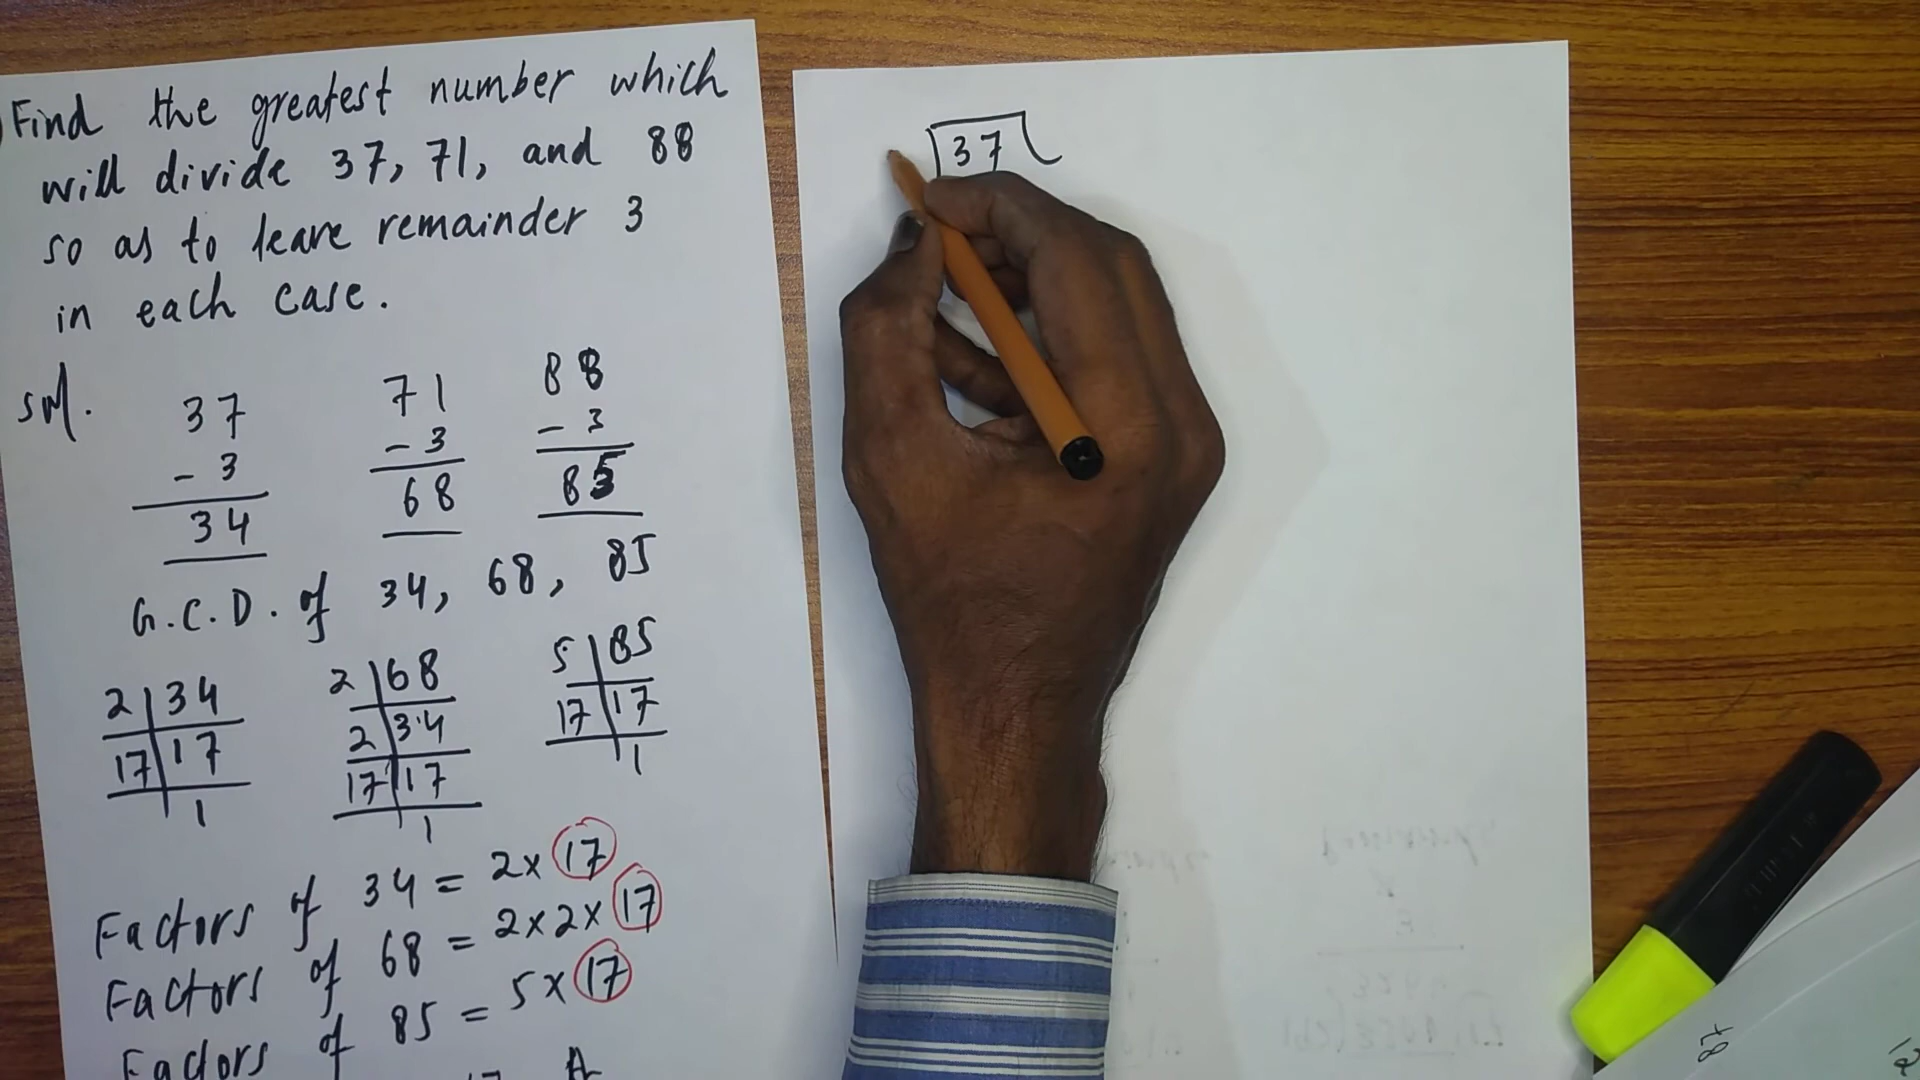 Find the greatest number which
will divide 37, 71, and 88
so as to leave remainder 3
in each case.
sol.
37 71 88
- 3 - 3 - 3
34 68 85
G.C.D. of 34, 68, 85
2 34 2 68 5 85
17 17 2 34 17 17
1 17 17 1
1
Factors of 34 = 2 x 17
Factors of 68 = 2 x 2 x 17
Factors of 85 = 5 x 17
37